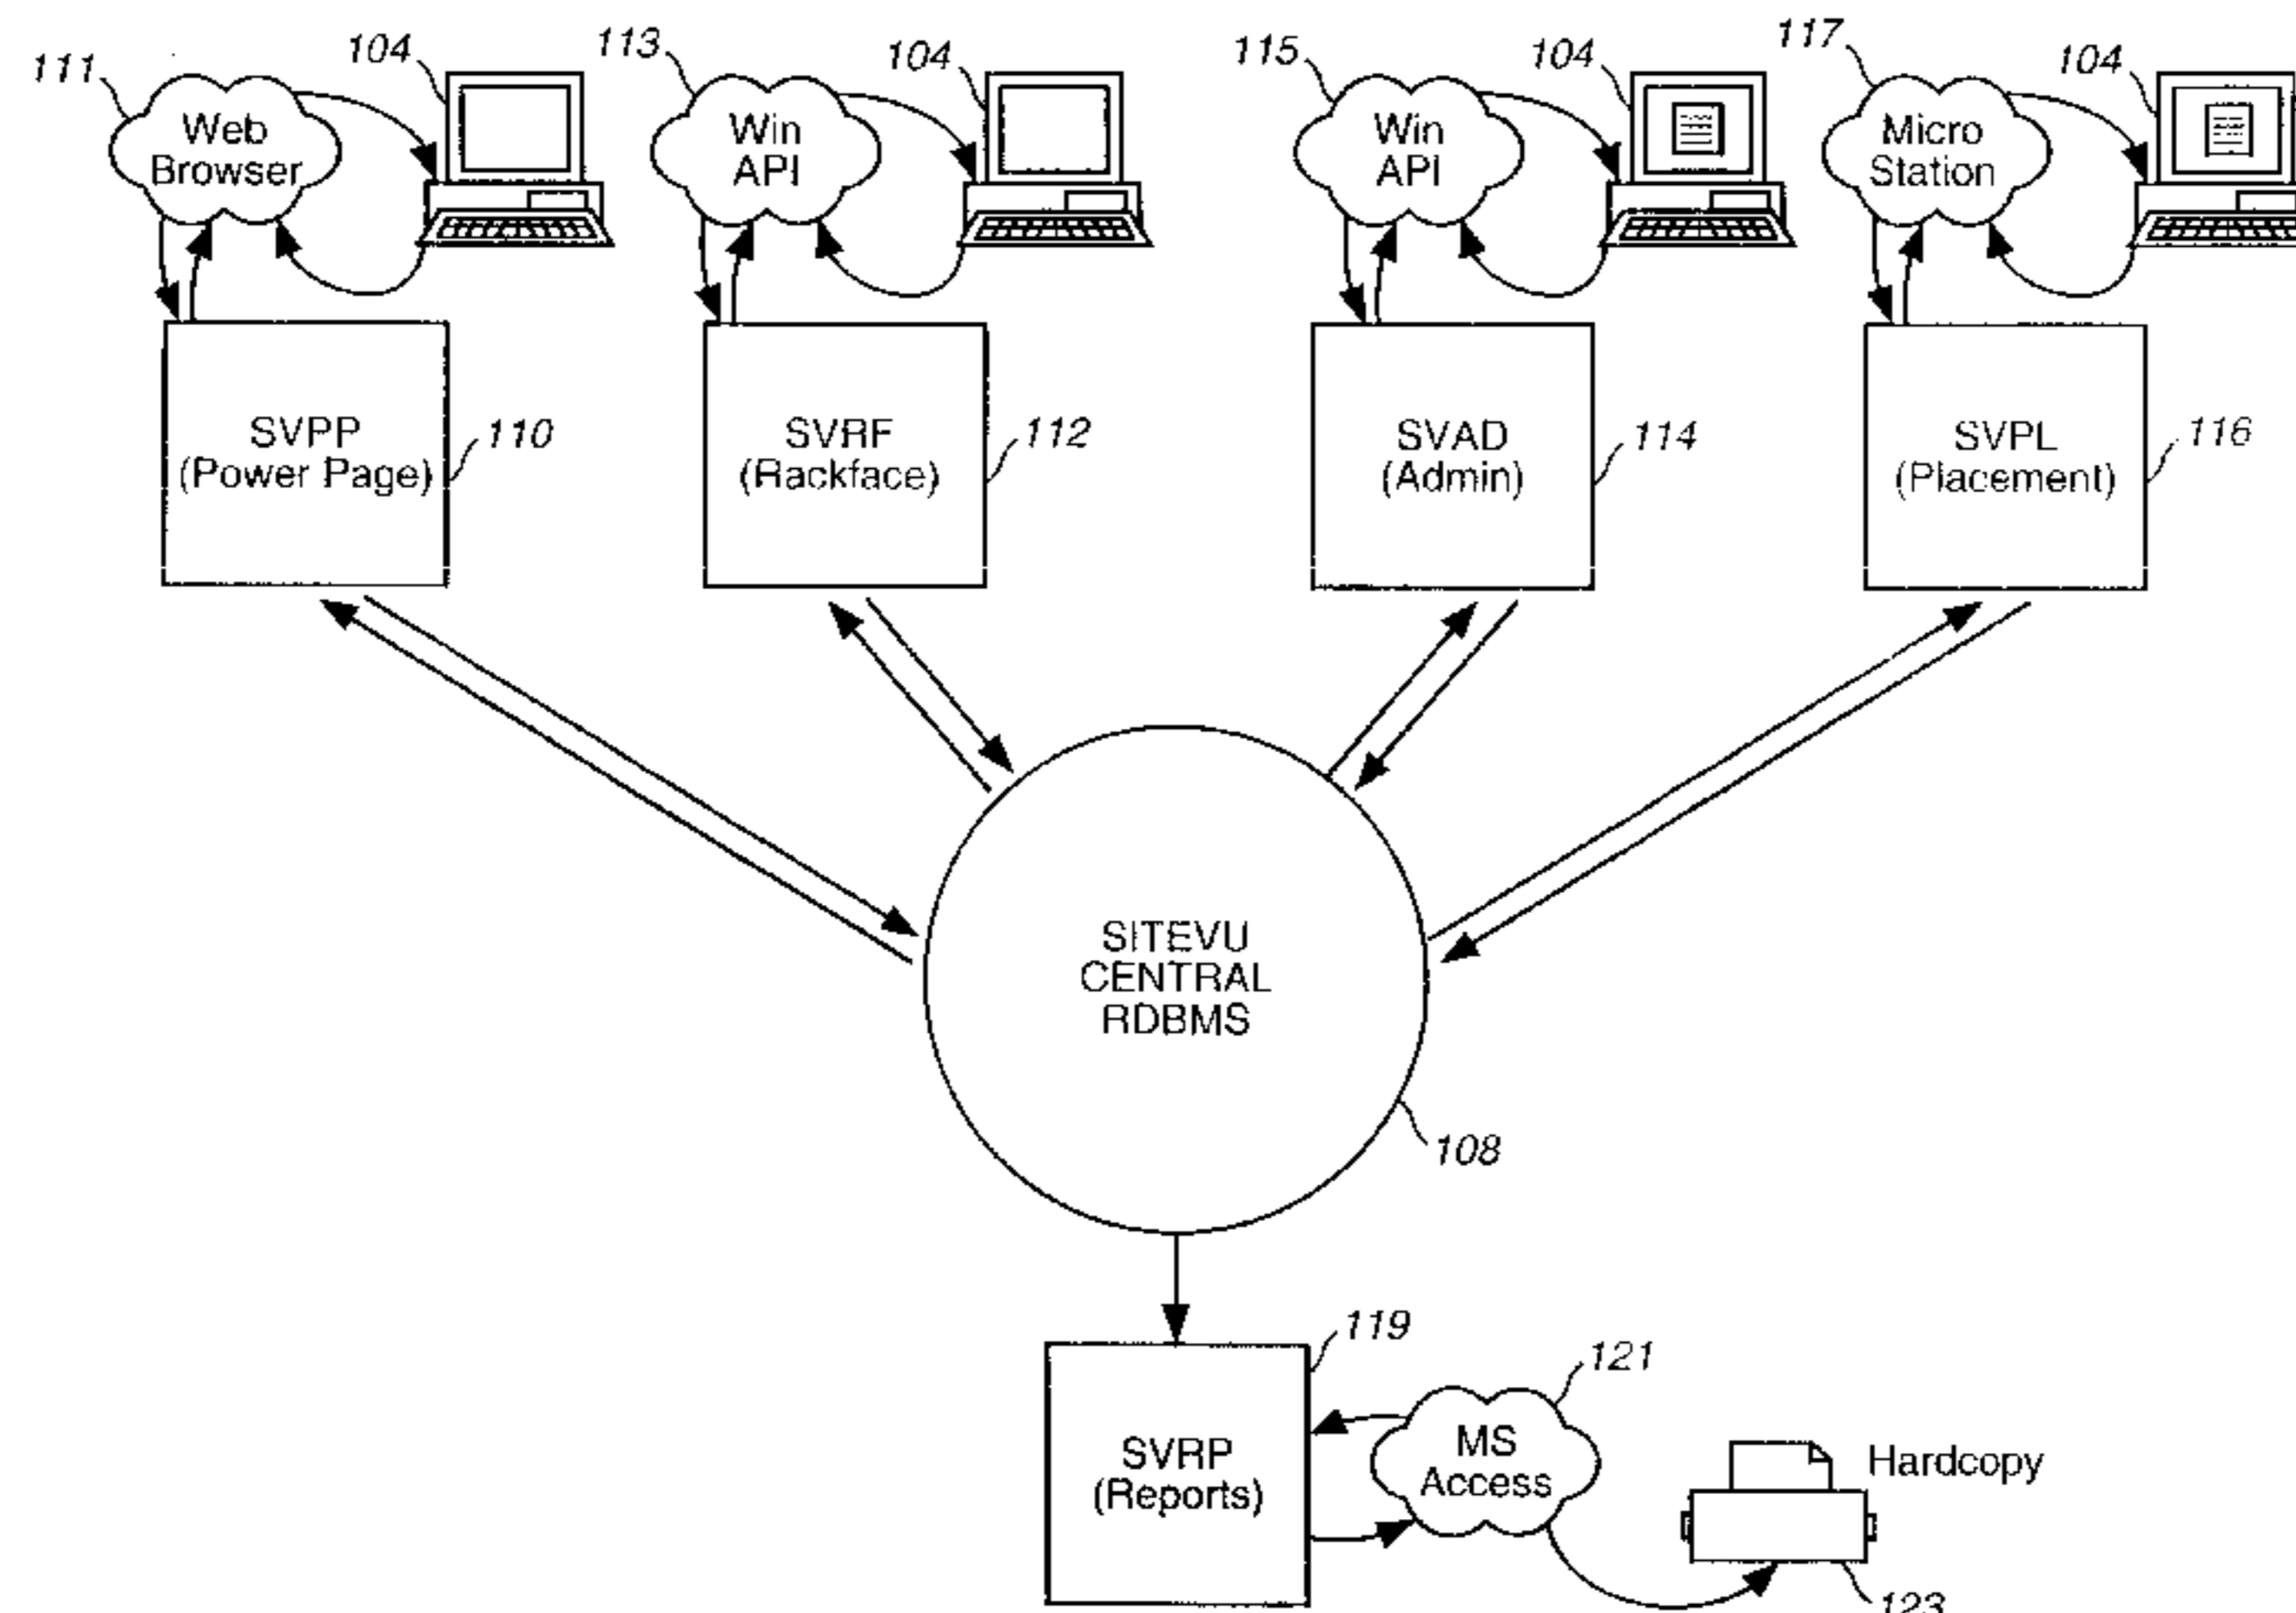 111
104
113
104
115
104
117
104
Web
Browser
Win
API
Win
API
Micro
Station
SVPP
(Power Page)
110
SVRF
(Rackface)
112
SVAD
(Admin)
114
SVPL
(Placement)
116
SITEVU
CENTRAL
RDBMS
108
119
121
SVRP
(Reports)
MS
Access
Hardcopy
123